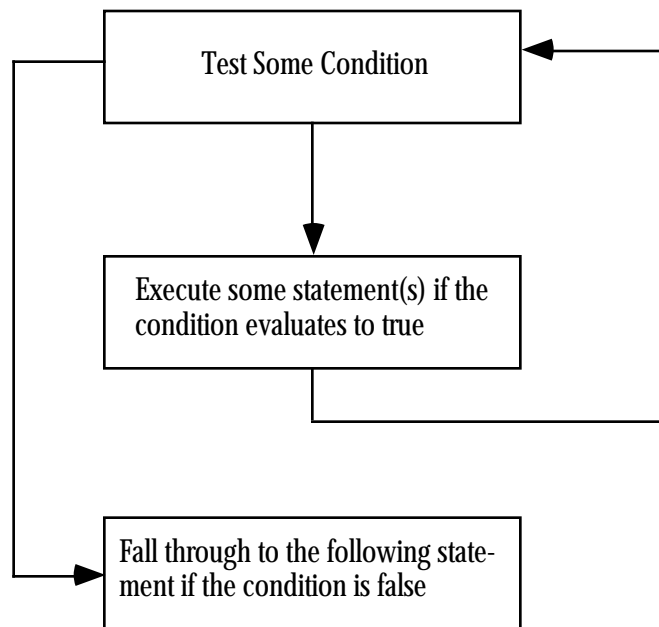 Test Some Condition
Execute some statement(s) if the
condition evaluates to true
Fall through to the following state-
ment if the condition is false